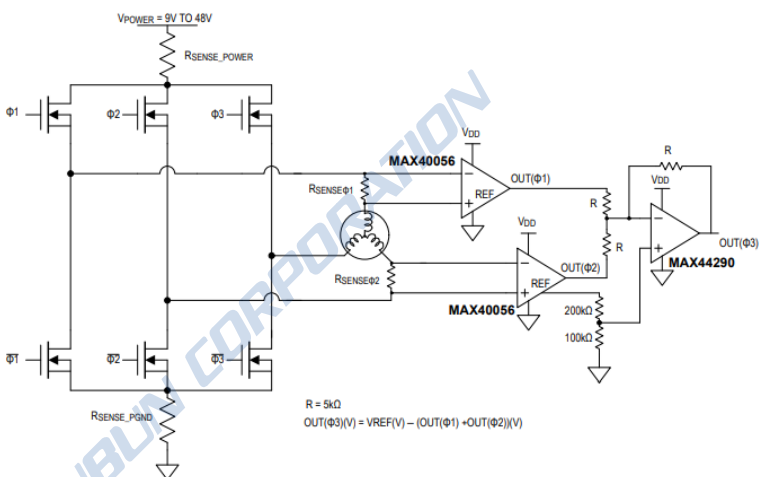 VPOWER = 9V TO 48V
RSENSE_POWER
Φ1
Φ2
Φ3
VDD
MAX40056
RSENSEΦ1
REF
OUT(Φ1)
R
VDD
R
VDD
R
OUT(Φ3)
MAX44290
RSENSEΦ2
REF
OUT(Φ2)
MAX40056
200kΩ
100kΩ
Φ1
Φ2
Φ3
RSENSE_PGND
R = 5kΩ
OUT(Φ3)(V) = VREF(V) – (OUT(Φ1) +OUT(Φ2))(V)
BUN CORPORATION